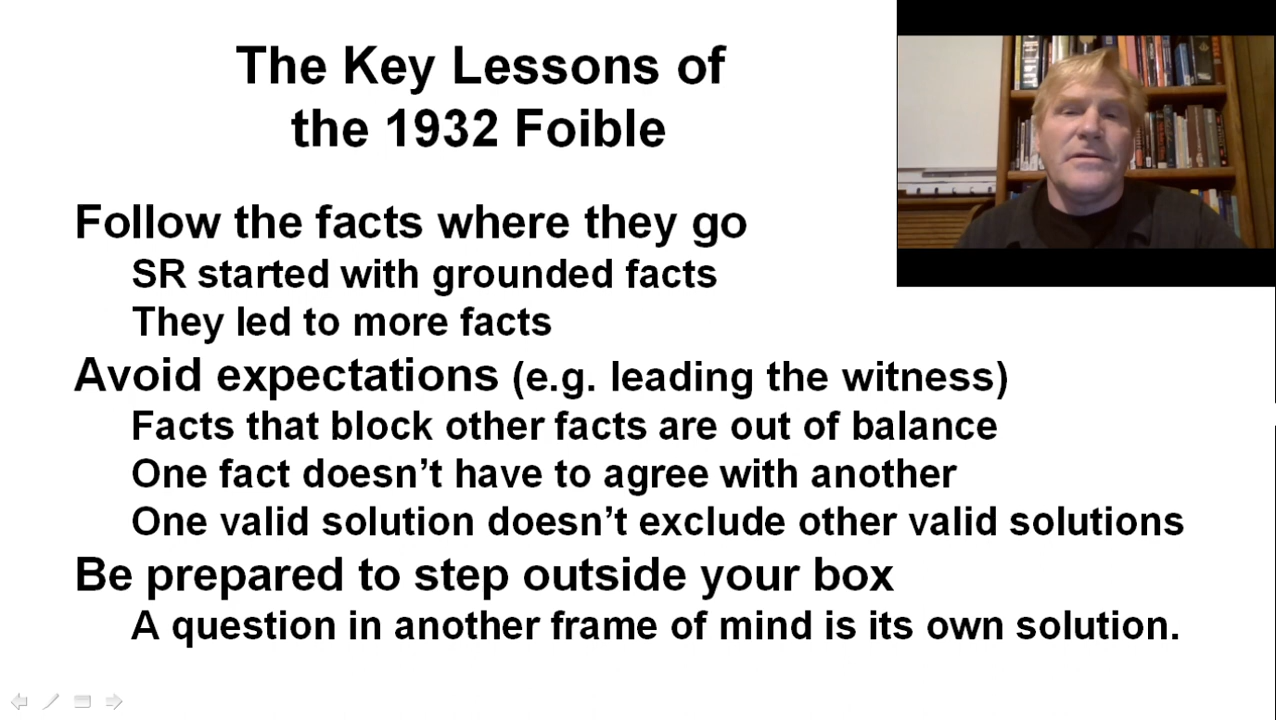 The Key Lessons of
the 1932 Foible
Follow the facts where they go
SR started with grounded facts
They led to more facts
Avoid expectations (e.g. leading the witness)
Facts that block other facts are out of balance
One fact doesn’t have to agree with another
One valid solution doesn’t exclude other valid solutions
Be prepared to step outside your box
A question in another frame of mind is its own solution.